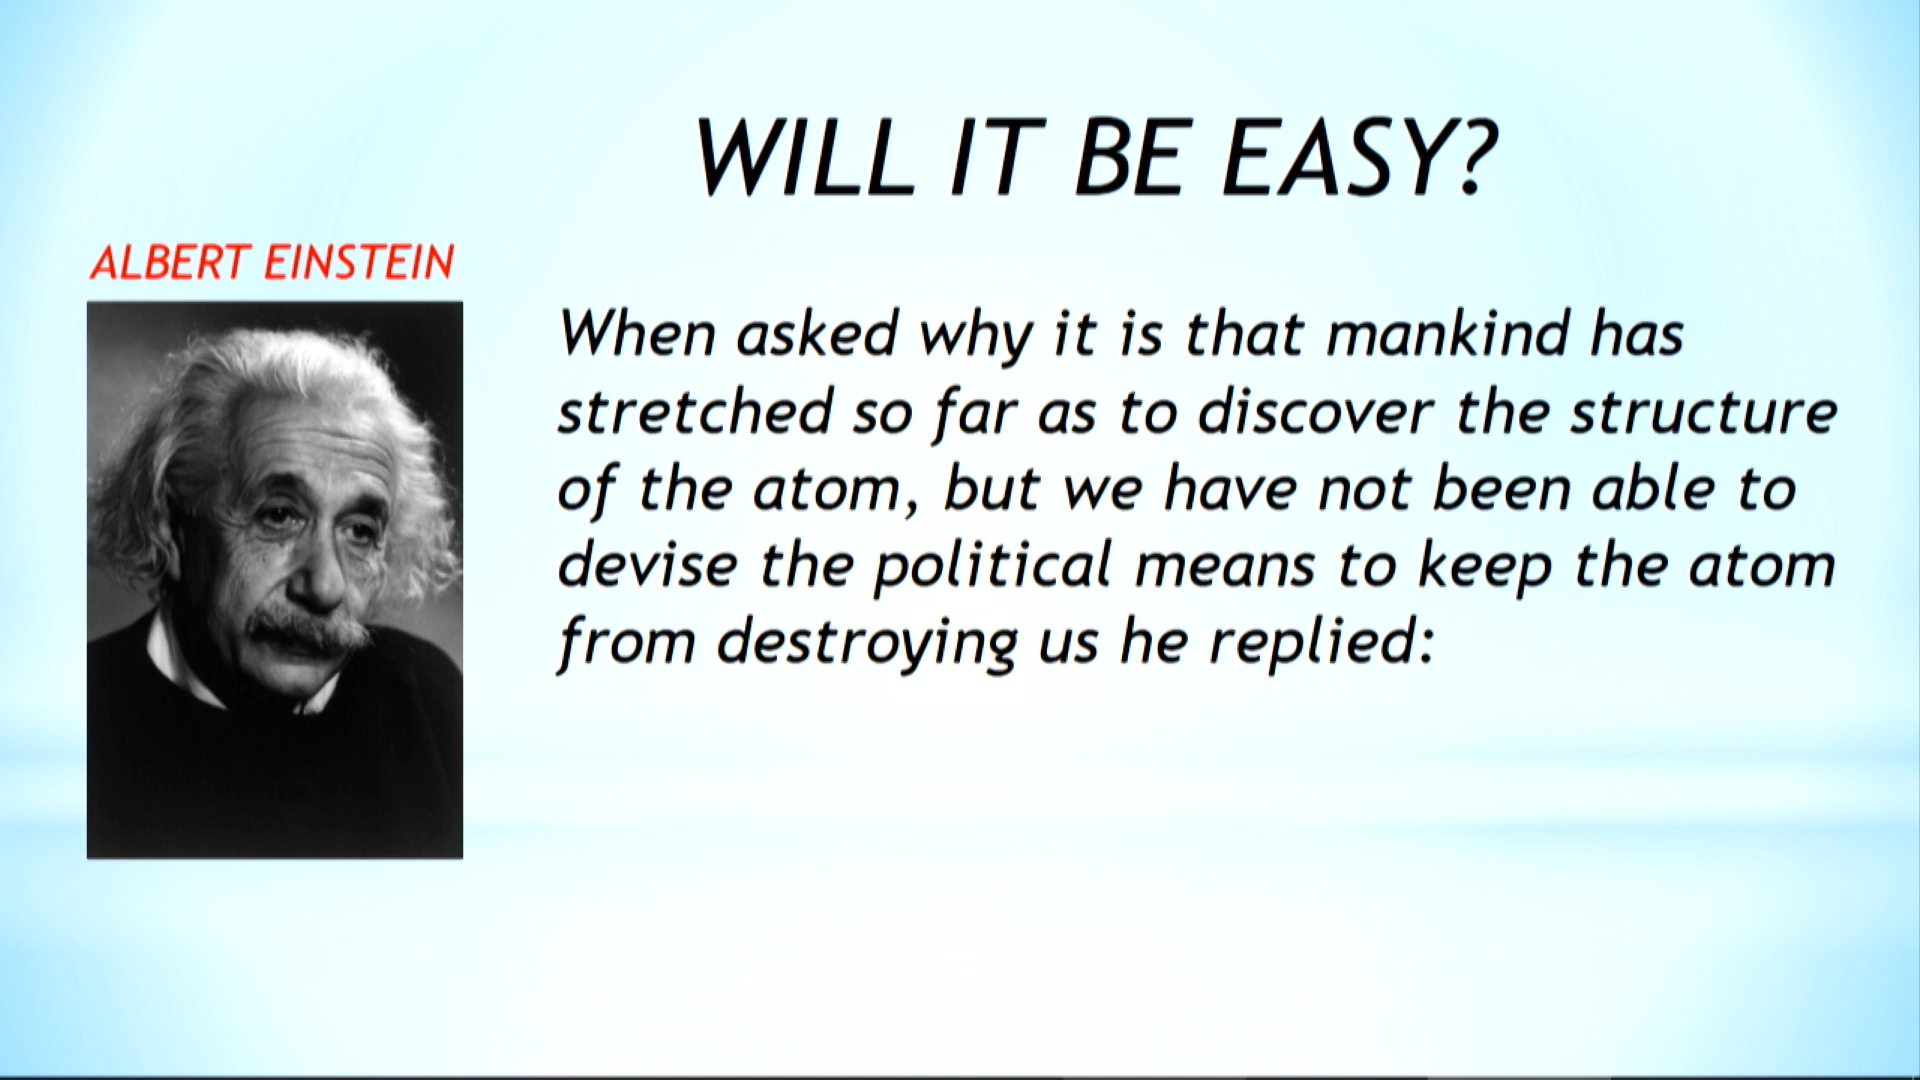 WILL IT BE EASY?
ALBERT EINSTEIN
When asked why it is that mankind has
stretched so far as to discover the structure
of the atom, but we have not been able to
devise the political means to keep the atom
from destroying us he replied: